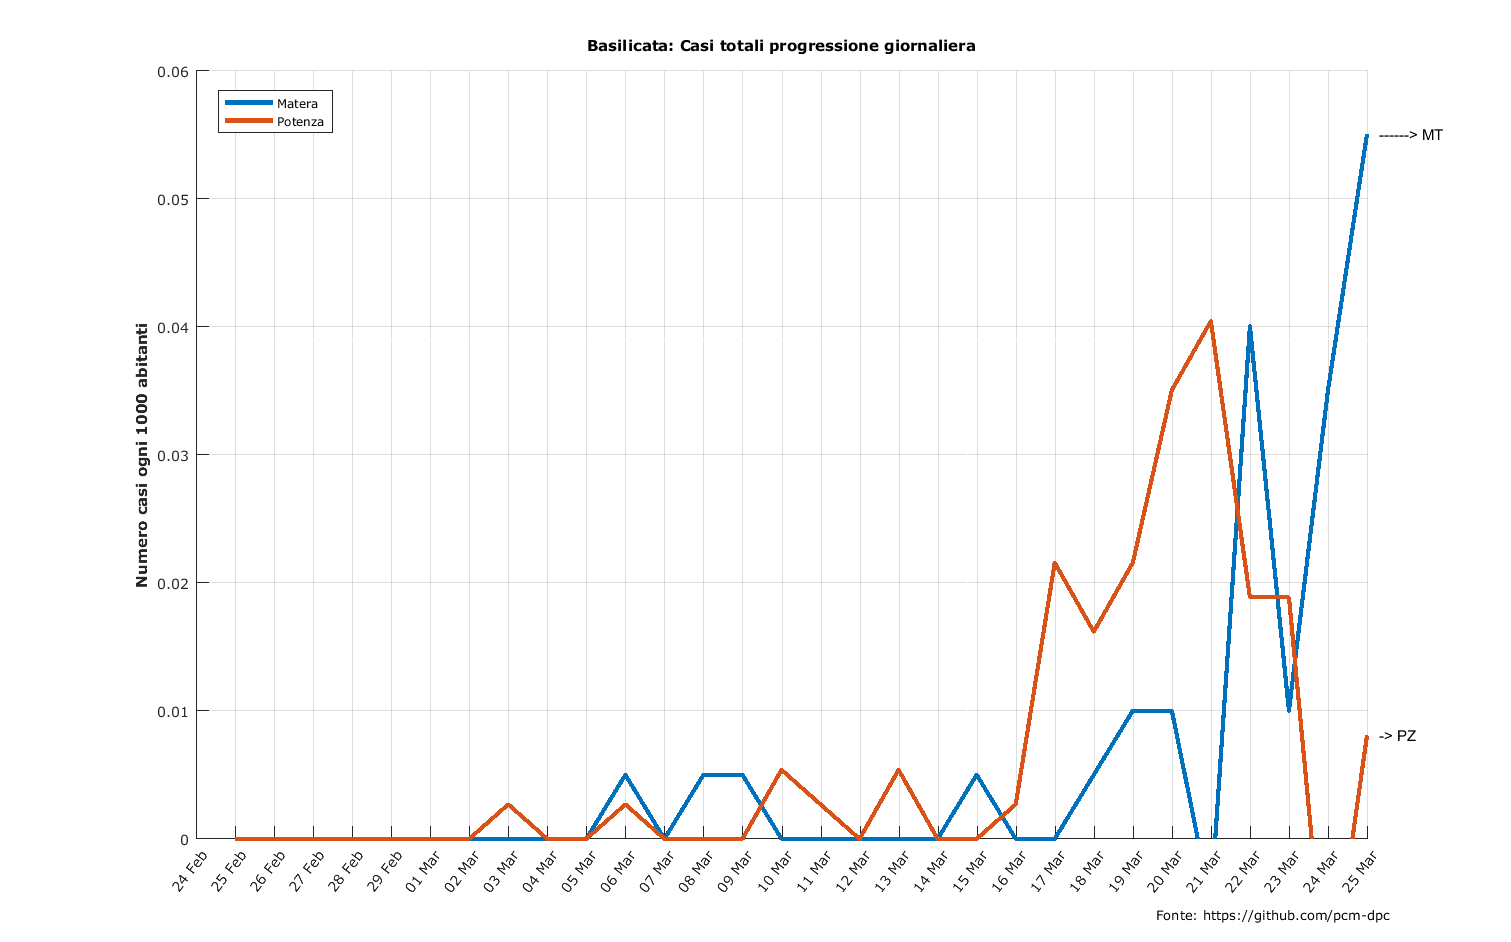 Basilicata: Casi totali progressione giornaliera
0.06
0.05
0.04
0.03
0.02
0.01
0
Numero casi ogni 1000 abitanti
Matera
Potenza
------> MT
-> PZ
24 Feb
25 Feb
26 Feb
27 Feb
28 Feb
29 Feb
01 Mar
02 Mar
03 Mar
04 Mar
05 Mar
06 Mar
07 Mar
08 Mar
09 Mar
10 Mar
11 Mar
12 Mar
13 Mar
14 Mar
15 Mar
16 Mar
17 Mar
18 Mar
19 Mar
20 Mar
21 Mar
22 Mar
23 Mar
24 Mar
25 Mar
Fonte: https://github.com/pcm-dpc